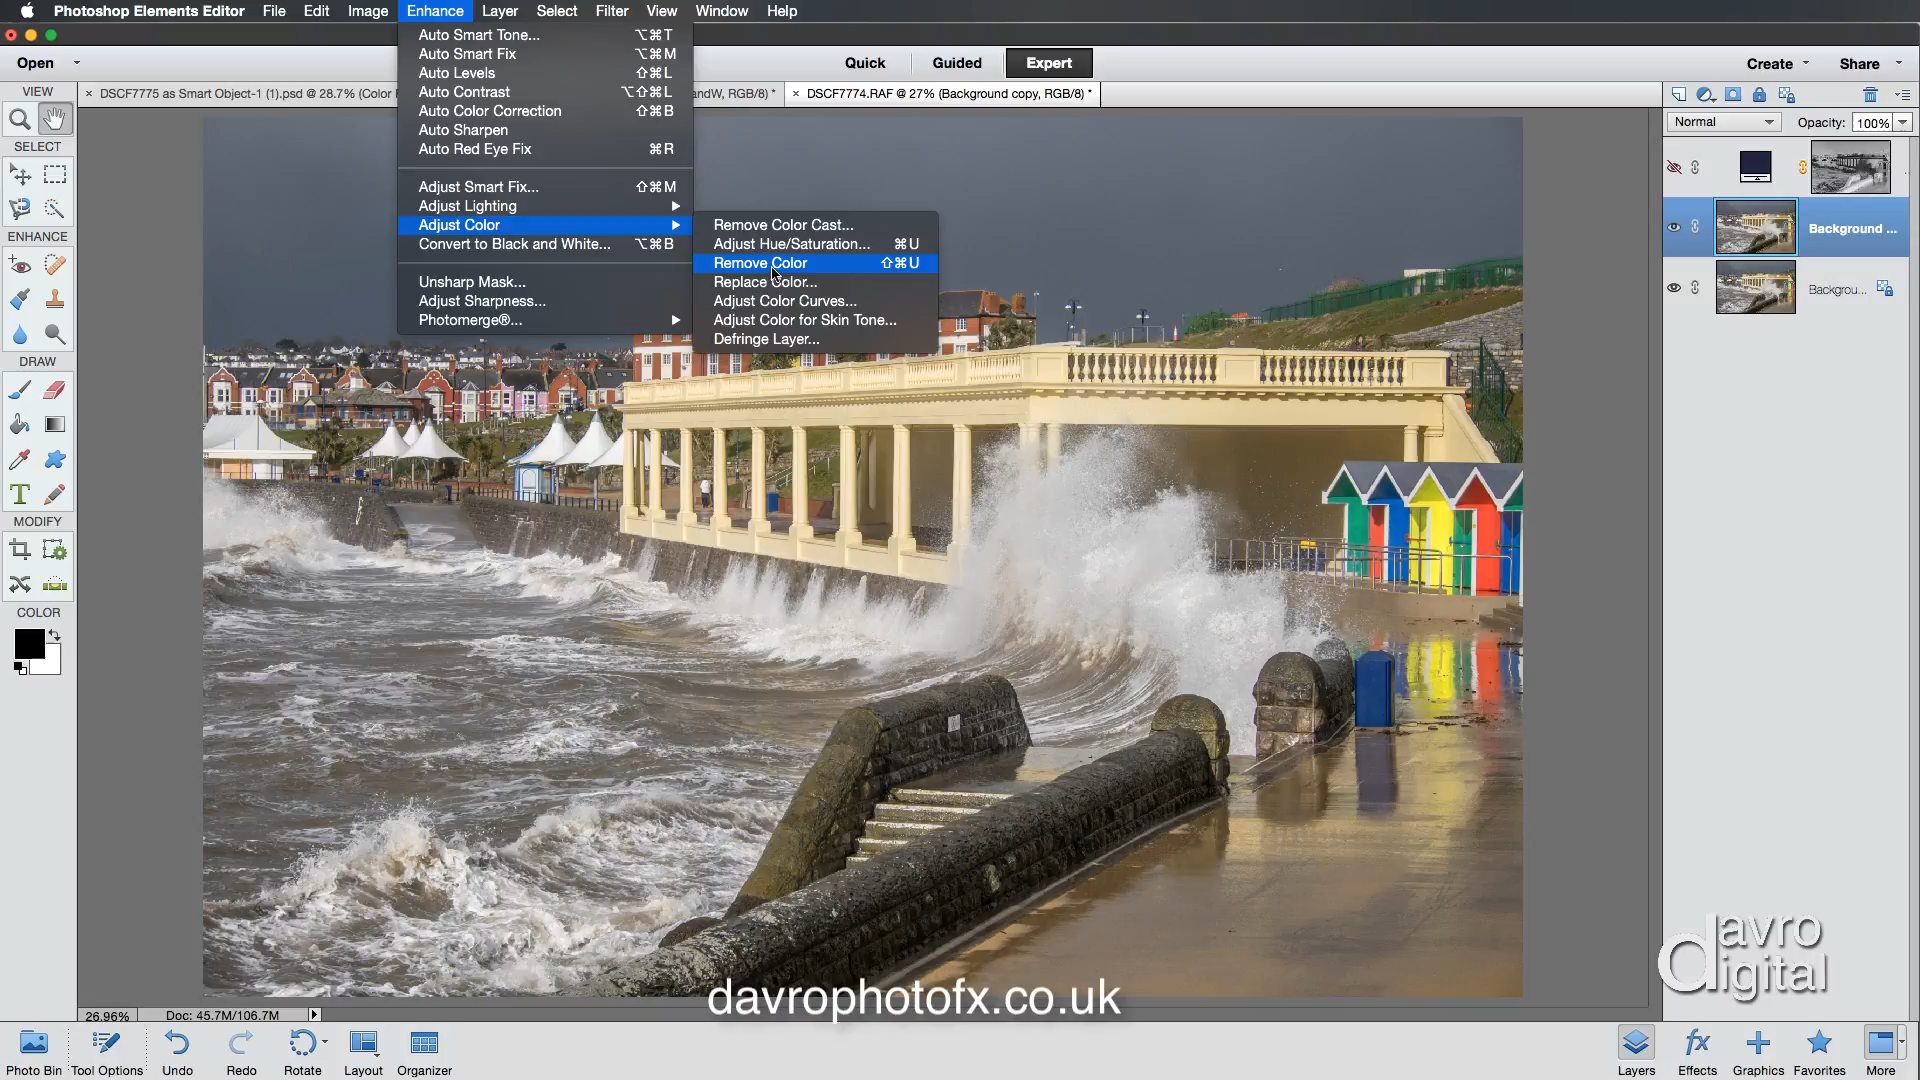 Photoshop Elements Editor File Edit Image Enhance Layer Select Filter View Window Help
Open Quick Guided Expert Create Share
VIEW
× DSCF7775 as Smart Object-1 (1).psd @ 28.7% (Color
andW, RGB/8) *
× DSCF7774.RAF @ 27% (Background copy, RGB/8) *
Auto Smart Tone... ⌥⌘T
Auto Smart Fix ⌥⌘M
Auto Levels ⇧⌘L
Auto Contrast ⌥⇧⌘L
Auto Color Correction ⇧⌘B
Auto Sharpen
Auto Red Eye Fix ⌘R
Adjust Smart Fix... ⇧⌘M
Adjust Lighting
Adjust Color
Convert to Black and White... ⌥⌘B
Unsharp Mask...
Adjust Sharpness...
Photomerge®...
Remove Color Cast...
Adjust Hue/Saturation... ⌘U
Remove Color ⇧⌘U
Replace Color...
Adjust Color Curves...
Adjust Color for Skin Tone...
Defringe Layer...
Normal Opacity: 100%
Background ...
Backgrou...
SELECT
ENHANCE
DRAW
T
MODIFY
COLOR
davro
digital
davrophotofx.co.uk
26.96% Doc: 45.7M/106.7M
fx
Photo Bin Tool Options Undo Redo Rotate Layout Organizer Layers Effects Graphics Favorites More